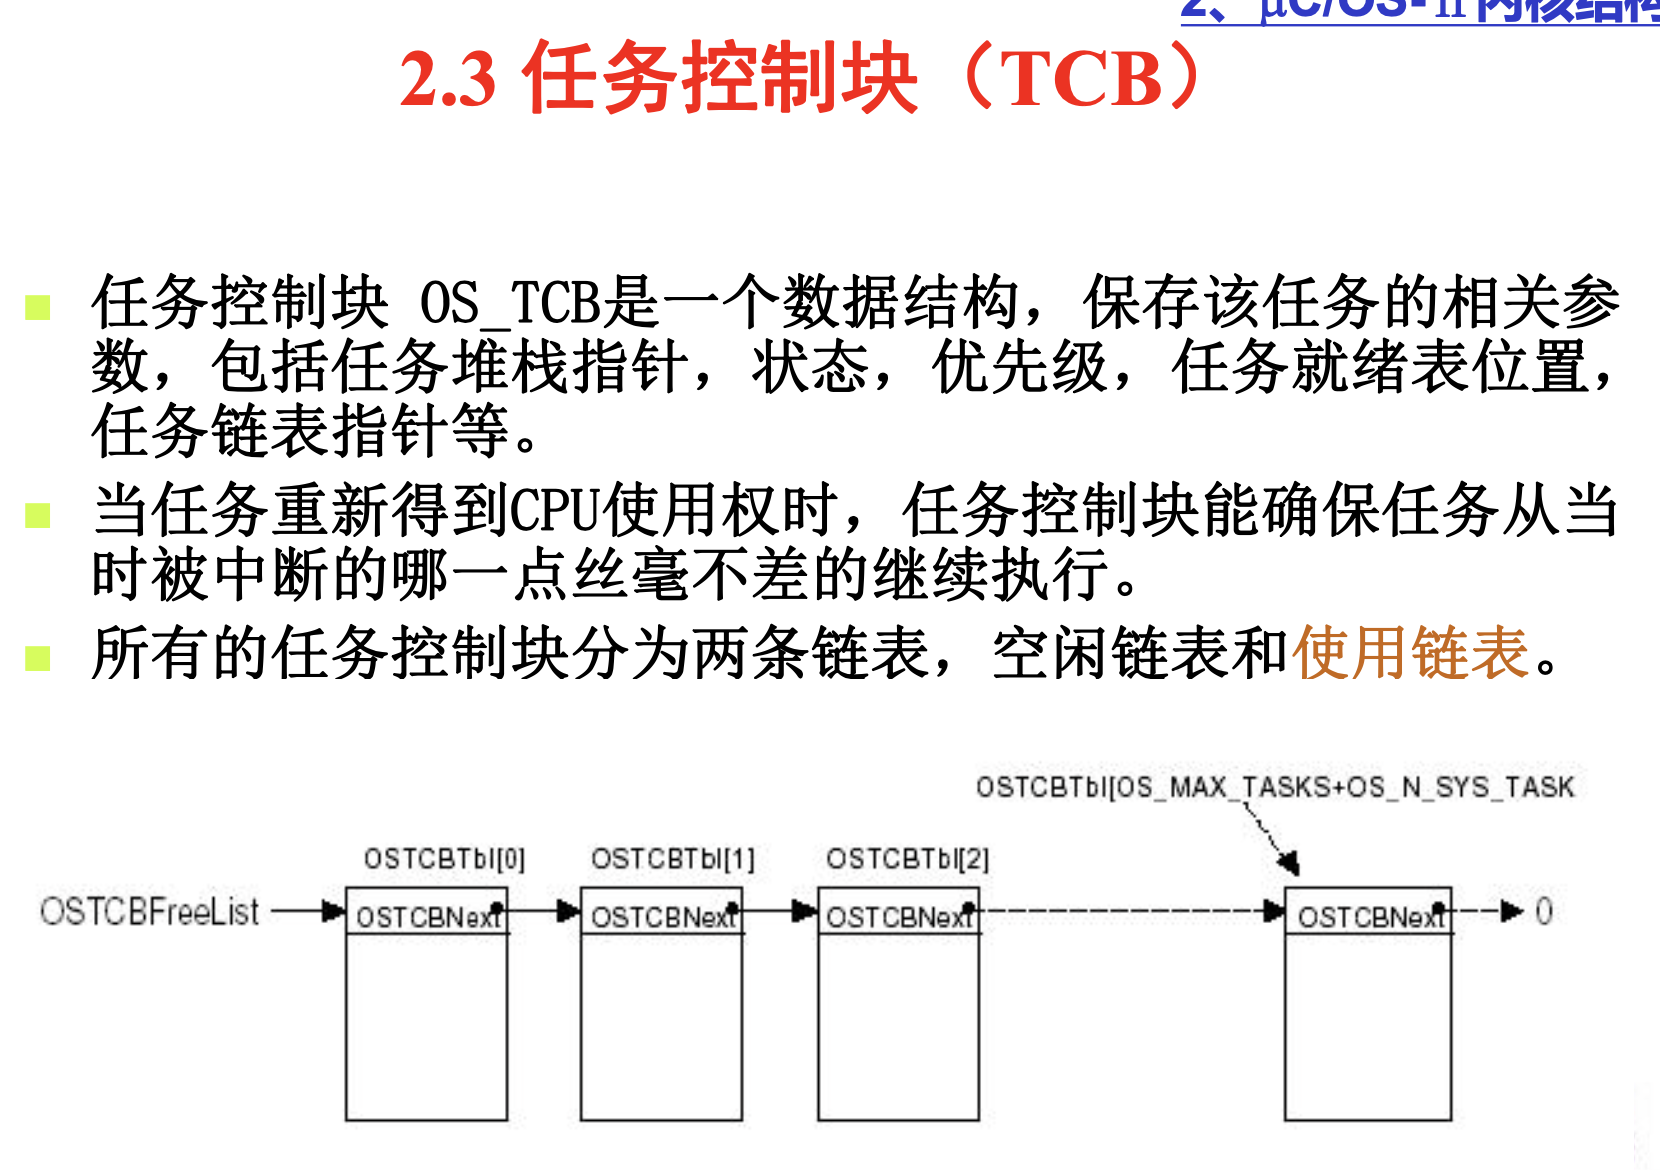 2、μC/OS-II内核结构
2.3 任务控制块（TCB）
任务控制块 OS_TCB是一个数据结构，保存该任务的相关参
数，包括任务堆栈指针，状态，优先级，任务就绪表位置，
任务链表指针等。
当任务重新得到CPU使用权时，任务控制块能确保任务从当
时被中断的哪一点丝毫不差的继续执行。
所有的任务控制块分为两条链表，空闲链表和使用链表。
OSTCBTbl[OS_MAX_TASKS+OS_N_SYS_TASK
OSTCBTbl[0] OSTCBTbl[1] OSTCBTbl[2]
OSTCBFreeList OSTCBNext OSTCBNext OSTCBNext OSTCBNext 0